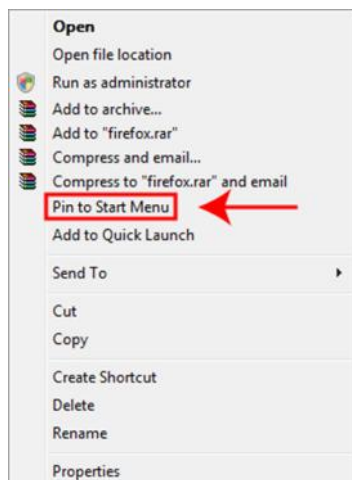 Open
Open file location
Run as administrator
Add to archive...
Add to "firefox.rar"
Compress and email...
Compress to "firefox.rar" and email
Pin to Start Menu
Add to Quick Launch
Send To
Cut
Copy
Create Shortcut
Delete
Rename
Properties